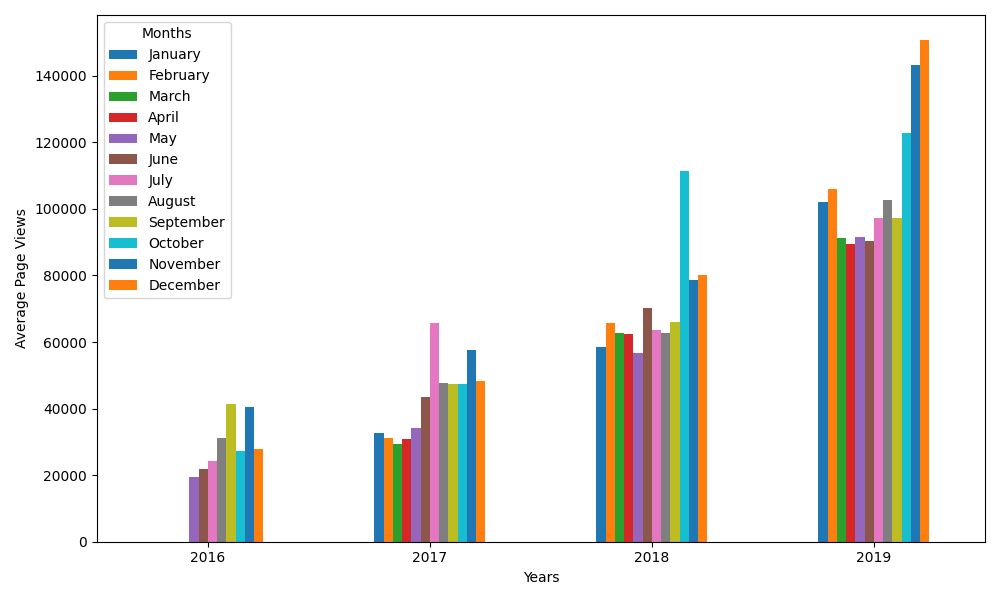 Months
January
February
March
April
May
June
July
August
September
October
November
December
Average Page Views
140000
120000
100000
80000
60000
40000
20000
0
2016 2017 2018 2019
Years